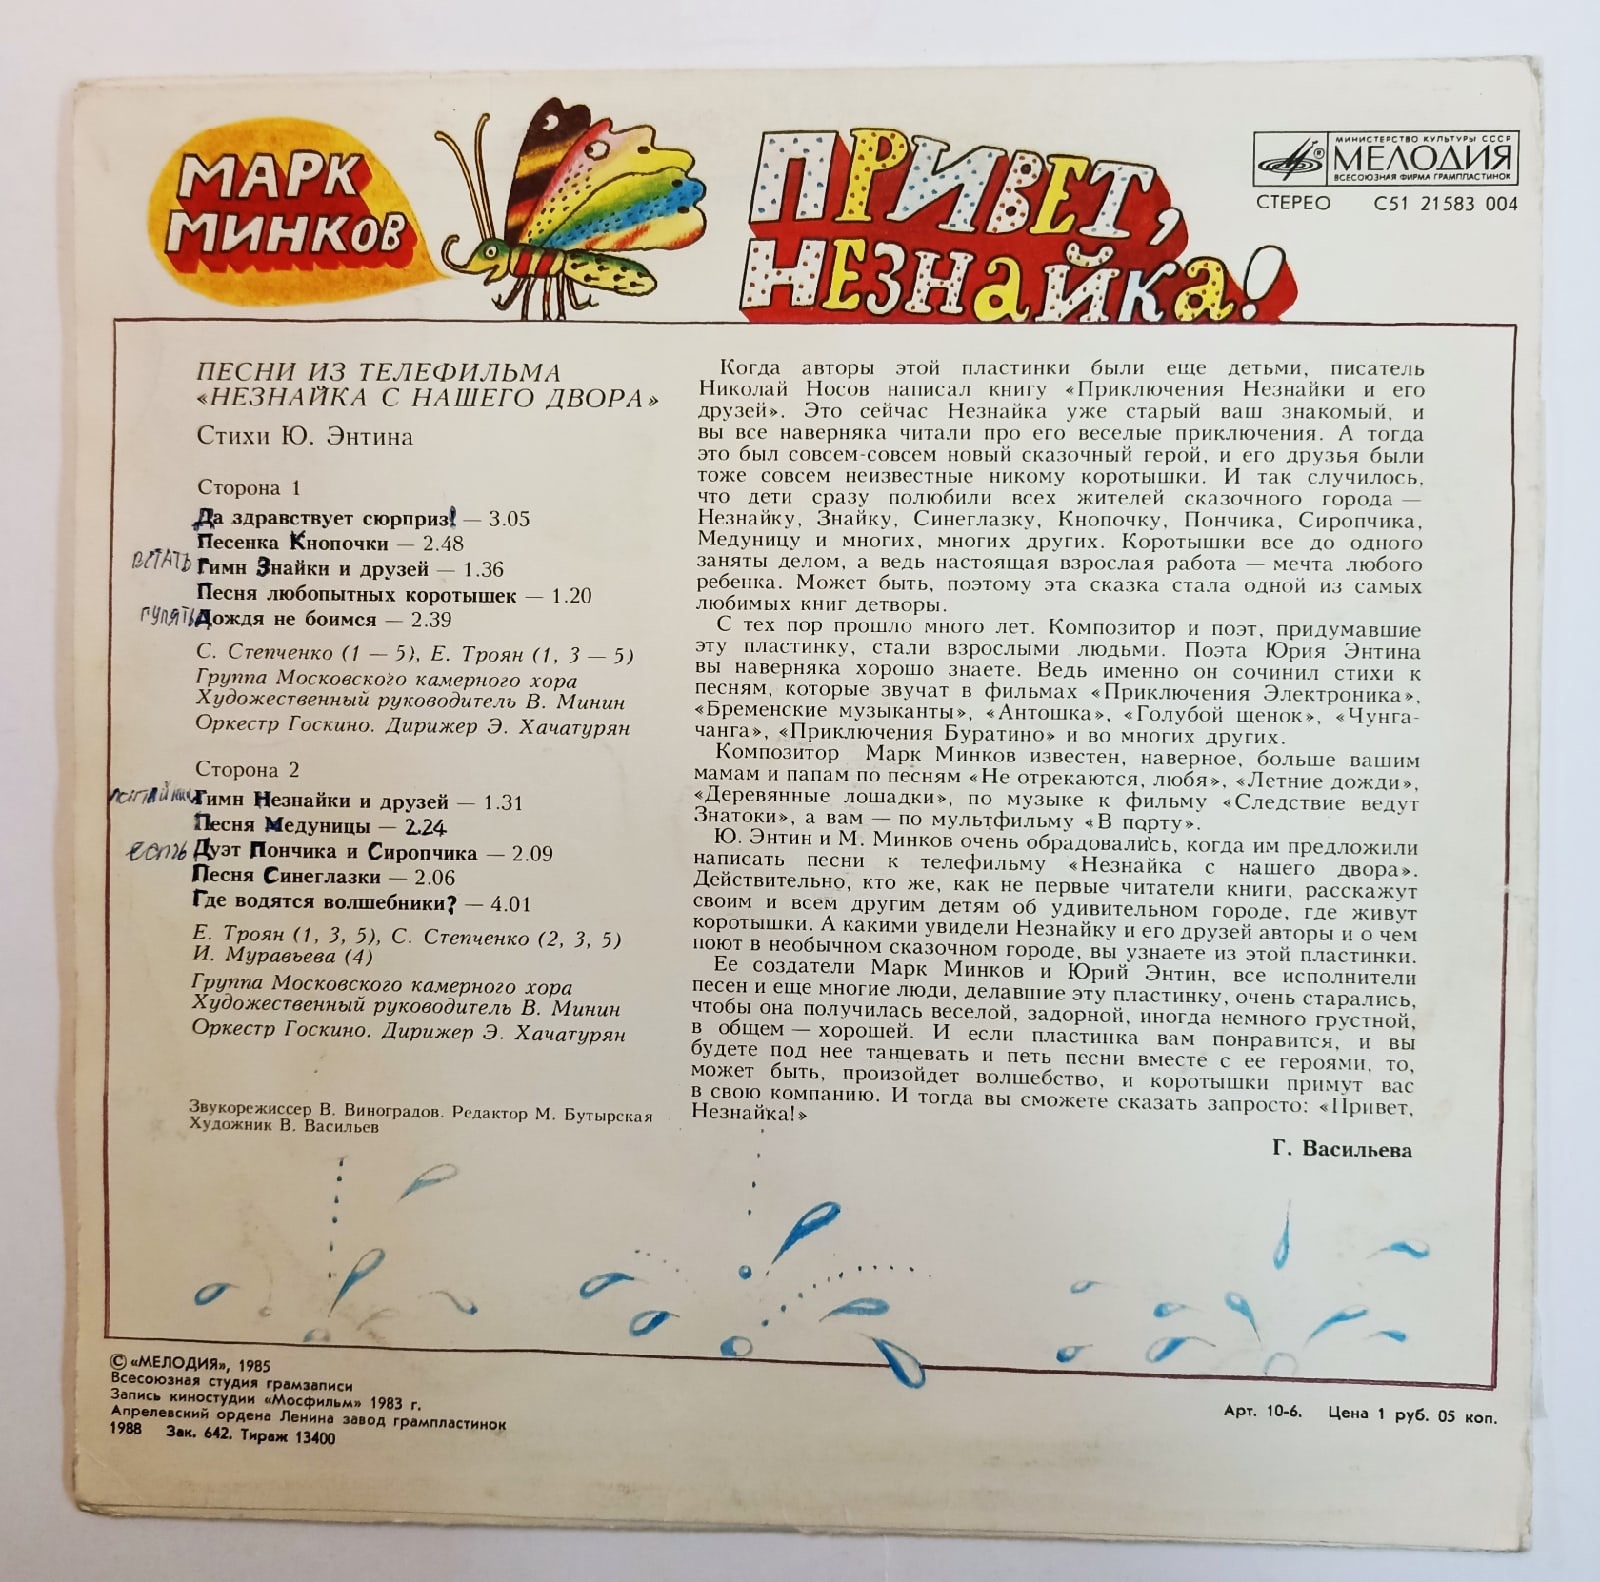 МАРК
МИНКОВ
ПРИВЕТ,
НЕЗНАЙКА!
МИНИСТЕРСТВО КУЛЬТУРЫ СССР
МЕЛОДИЯ
ВСЕСОЮЗНАЯ ФИРМА ГРАМПЛАСТИНОК
СТЕРЕО С51 21583 004
ПЕСНИ ИЗ ТЕЛЕФИЛЬМА
«НЕЗНАЙКА С НАШЕГО ДВОРА»
Стихи Ю. Энтина
Сторона 1
Да здравствует сюрприз! — 3.05
Песенка Кнопочки — 2.48
ВСТАТЬ Гимн Знайки и друзей — 1.36
Песня любопытных коротышек — 1.20
гулять Дождя не боимся — 2.39
С. Степченко (1 — 5), Е. Троян (1, 3 — 5)
Группа Московского камерного хора
Художественный руководитель В. Минин
Оркестр Госкино. Дирижер Э. Хачатурян
Сторона 2
Гимн Незнайки и друзей — 1.31
Песня Медуницы — 2.24
есть Дуэт Пончика и Сиропчика — 2.09
Песня Синеглазки — 2.06
Где водятся волшебники? — 4.01
Е. Троян (1, 3, 5), С. Степченко (2, 3, 5)
И. Муравьева (4)
Группа Московского камерного хора
Художественный руководитель В. Минин
Оркестр Госкино. Дирижер Э. Хачатурян
Звукорежиссер В. Виноградов. Редактор М. Бутырская
Художник В. Васильев
Когда авторы этой пластинки были еще детьми, писатель
Николай Носов написал книгу «Приключения Незнайки и его
друзей». Это сейчас Незнайка уже старый ваш знакомый, и
вы все наверняка читали про его веселые приключения. А тогда
это был совсем-совсем новый сказочный герой, и его друзья были
тоже совсем неизвестные никому коротышки. И так случилось,
что дети сразу полюбили всех жителей сказочного города —
Незнайку, Знайку, Синеглазку, Кнопочку, Пончика, Сиропчика,
Медуницу и многих, многих других. Коротышки все до одного
заняты делом, а ведь настоящая взрослая работа — мечта любого
ребенка. Может быть, поэтому эта сказка стала одной из самых
любимых книг детворы.
С тех пор прошло много лет. Композитор и поэт, придумавшие
эту пластинку, стали взрослыми людьми. Поэта Юрия Энтина
вы наверняка хорошо знаете. Ведь именно он сочинил стихи к
песням, которые звучат в фильмах «Приключения Электроника»,
«Бременские музыканты», «Антошка», «Голубой щенок», «Чунга-
чанга», «Приключения Буратино» и во многих других.
Композитор Марк Минков известен, наверное, больше вашим
мамам и папам по песням «Не отрекаются, любя», «Летние дожди»,
«Деревянные лошадки», по музыке к фильму «Следствие ведут
Знатоки», а вам — по мультфильму «В порту».
Ю. Энтин и М. Минков очень обрадовались, когда им предложили
написать песни к телефильму «Незнайка с нашего двора».
Действительно, кто же, как не первые читатели книги, расскажут
своим и всем другим детям об удивительном городе, где живут
коротышки. А какими увидели Незнайку и его друзей авторы и о чем
поют в необычном сказочном городе, вы узнаете из этой пластинки.
Ее создатели Марк Минков и Юрий Энтин, все исполнители
песен и еще многие люди, делавшие эту пластинку, очень старались,
чтобы она получилась веселой, задорной, иногда немного грустной,
в общем — хорошей. И если пластинка вам понравится, и вы
будете под нее танцевать и петь песни вместе с ее героями, то,
может быть, произойдет волшебство, и коротышки примут вас
в свою компанию. И тогда вы сможете сказать запросто: «Привет,
Незнайка!»
Г. Васильева
©«МЕЛОДИЯ», 1985
Всесоюзная студия грамзаписи
Запись киностудии «Мосфильм» 1983 г.
Апрелевский ордена Ленина завод грампластинок
1988 Зак. 642. Тираж 13400
Арт. 10-6. Цена 1 руб. 05 коп.